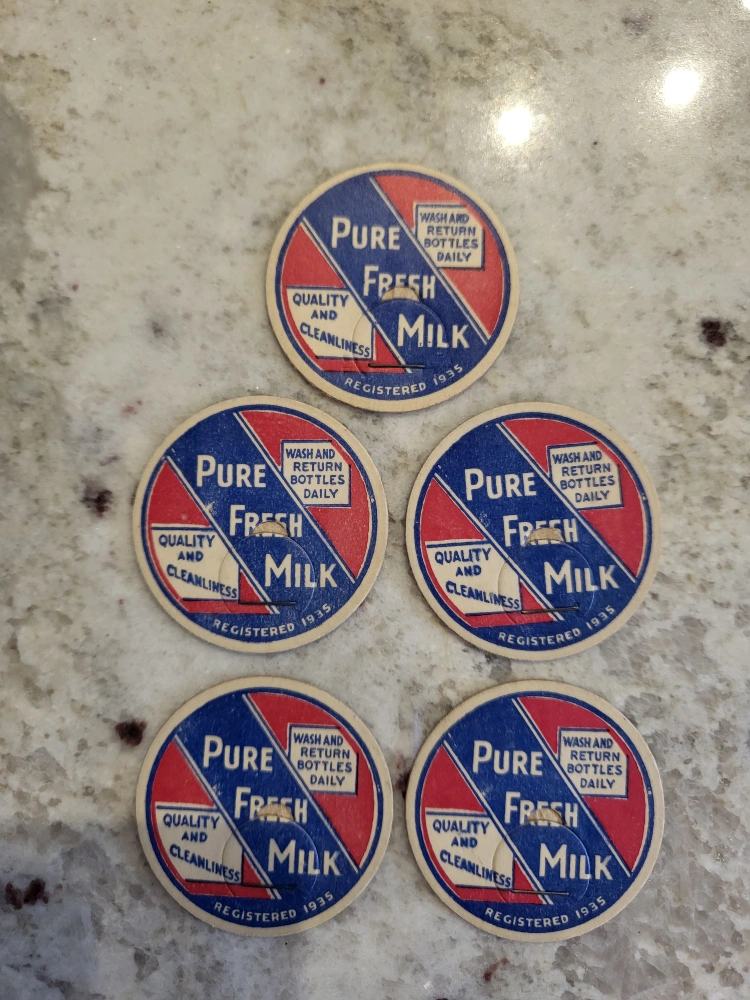 PURE
FRESH
MILK
WASH AND
RETURN
BOTTLES
DAILY
QUALITY
AND
CLEANLINESS
REGISTERED 1935
PURE
FRESH
MILK
WASH AND
RETURN
BOTTLES
DAILY
QUALITY
AND
CLEANLINESS
REGISTERED 1935
PURE
FRESH
MILK
WASH AND
RETURN
BOTTLES
DAILY
QUALITY
AND
CLEANLINESS
REGISTERED 1935
PURE
FRESH
MILK
WASH AND
RETURN
BOTTLES
DAILY
QUALITY
AND
CLEANLINESS
REGISTERED 1935
PURE
FRESH
MILK
WASH AND
RETURN
BOTTLES
DAILY
QUALITY
AND
CLEANLINESS
REGISTERED 1935